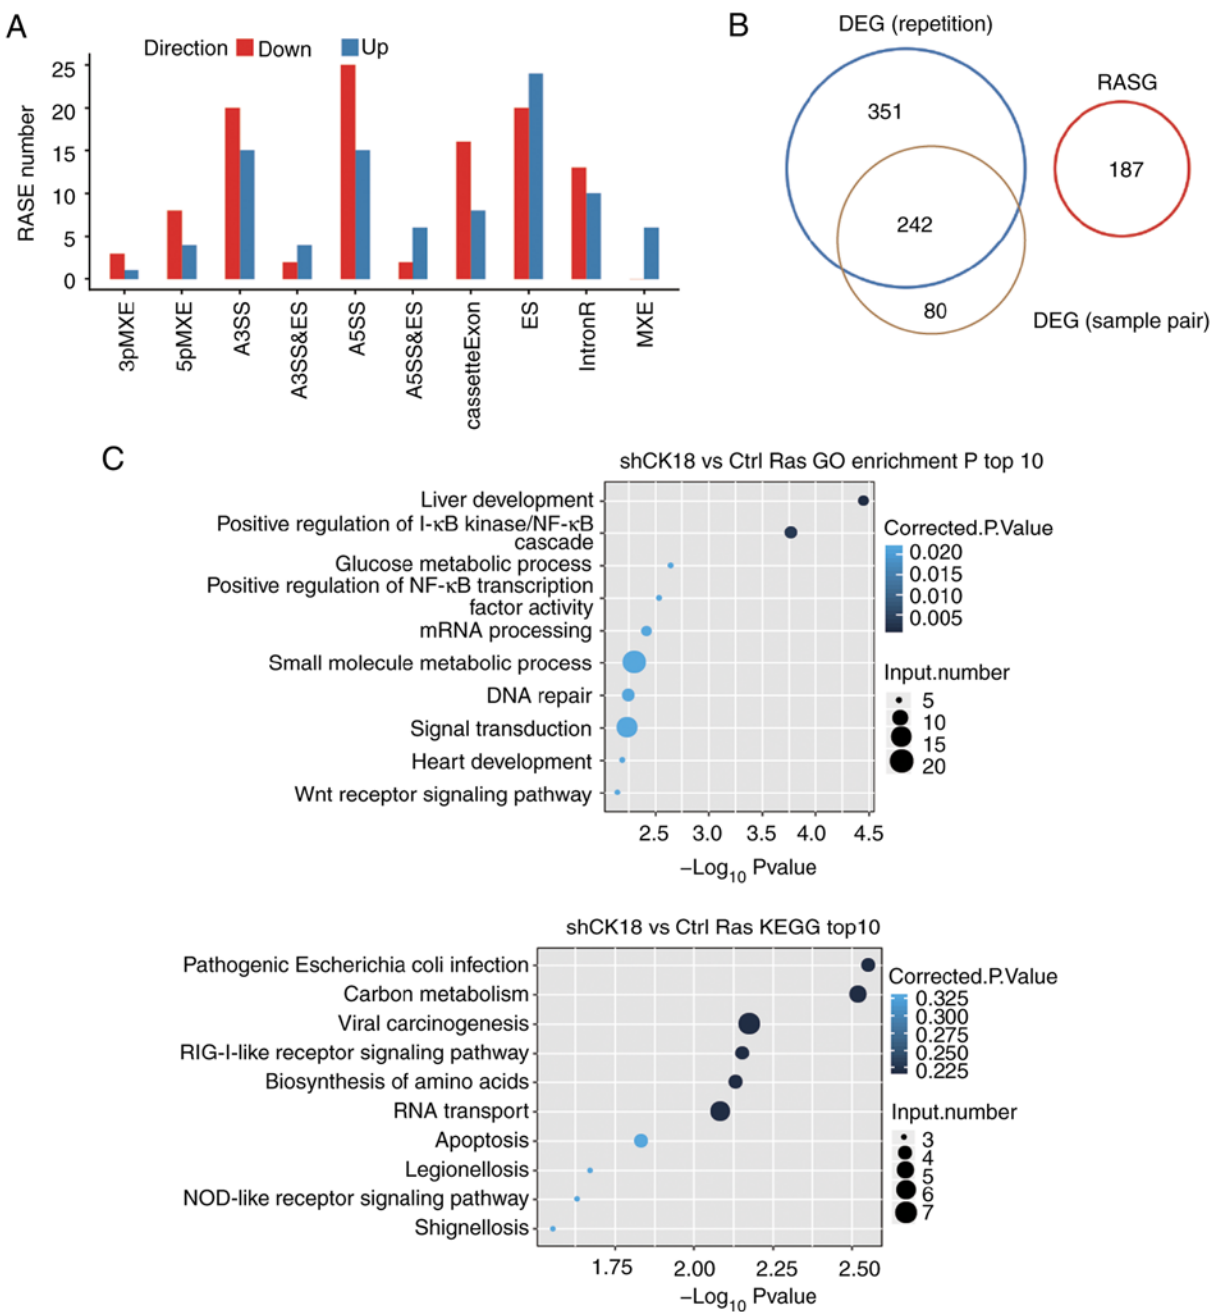 A
Direction Down Up
RASE number
25
20
15
10
5
0
3pMXE
5pMXE
A3SS
A3SS&ES
A5SS
A5SS&ES
cassetteExon
ES
IntronR
MXE
B
DEG (repetition)
351
242
80
RASG
187
DEG (sample pair)
C
shCK18 vs Ctrl Ras GO enrichment P top 10
Liver development
Positive regulation of I-κB kinase/NF-κB
cascade
Glucose metabolic process
Positive regulation of NF-κB transcription
factor activity
mRNA processing
Small molecule metabolic process
DNA repair
Signal transduction
Heart development
Wnt receptor signaling pathway
2.5 3.0 3.5 4.0 4.5
−Log10 Pvalue
Corrected.P.Value
0.020
0.015
0.010
0.005
Input.number
5
10
15
20
shCK18 vs Ctrl Ras KEGG top10
Pathogenic Escherichia coli infection
Carbon metabolism
Viral carcinogenesis
RIG-I-like receptor signaling pathway
Biosynthesis of amino acids
RNA transport
Apoptosis
Legionellosis
NOD-like receptor signaling pathway
Shignellosis
1.75 2.00 2.25 2.50
−Log10 Pvalue
Corrected.P.Value
0.325
0.300
0.275
0.250
0.225
Input.number
3
4
5
6
7